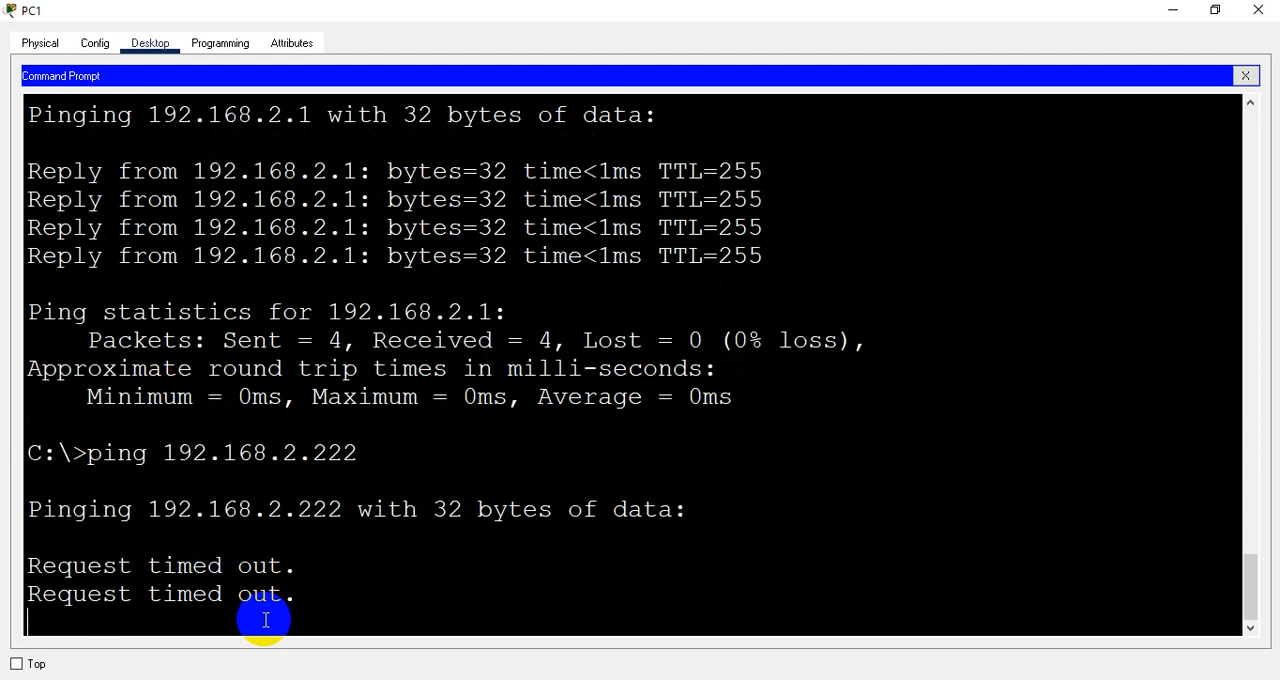 PC1
Physical Config Desktop Programming Attributes
Command Prompt X
Pinging 192.168.2.1 with 32 bytes of data:
Reply from 192.168.2.1: bytes=32 time<1ms TTL=255
Reply from 192.168.2.1: bytes=32 time<1ms TTL=255
Reply from 192.168.2.1: bytes=32 time<1ms TTL=255
Reply from 192.168.2.1: bytes=32 time<1ms TTL=255
Ping statistics for 192.168.2.1:
Packets: Sent = 4, Received = 4, Lost = 0 (0% loss),
Approximate round trip times in milli-seconds:
Minimum = 0ms, Maximum = 0ms, Average = 0ms
C:\>ping 192.168.2.222
Pinging 192.168.2.222 with 32 bytes of data:
Request timed out.
Request timed out.
Top